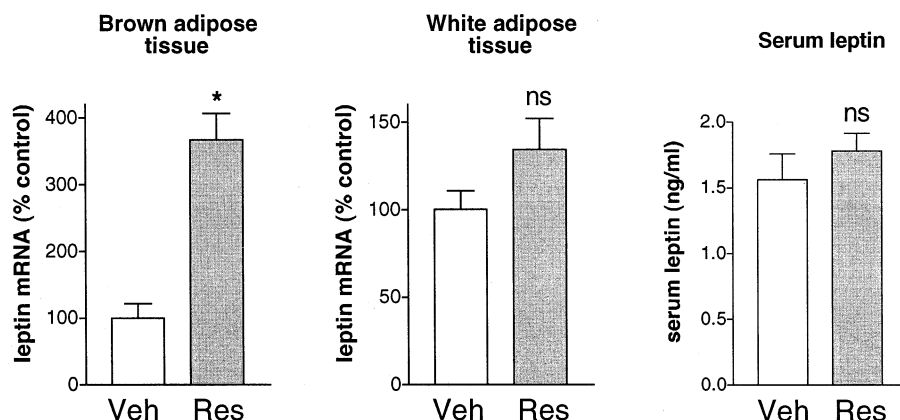 Brown adipose
tissue
leptin mRNA (% control)
400
300
200
100
0
*
Veh Res
White adipose
tissue
leptin mRNA (% control)
150
100
50
0
ns
Veh Res
Serum leptin
serum leptin (ng/ml)
2.0
1.5
1.0
0.5
0.0
ns
Veh Res